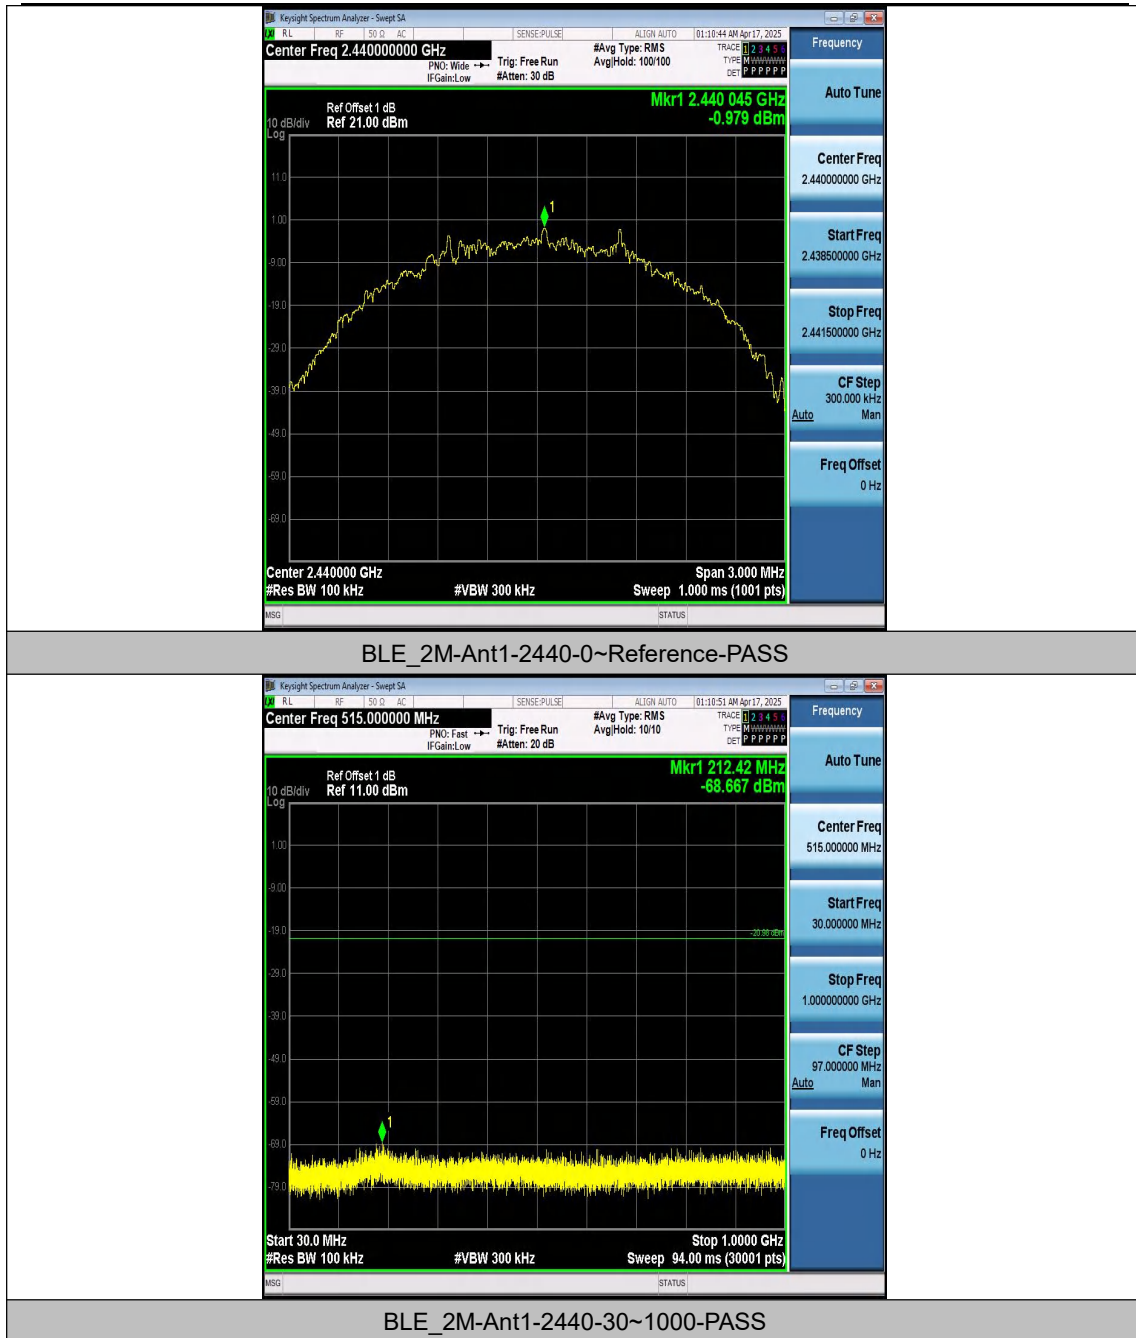 Keysight Spectrum Analyzer - Swept SA
RL RF 50 Ω AC SENSE:PULSE ALIGN AUTO 01:10:44 AM Apr 17, 2025
Center Freq 2.440000000 GHz #Avg Type: RMS TRACE 1 2 3 4 5 6
PNO: Wide Trig: Free Run Avg|Hold: 100/100 TYPE M WWWWW
IFGain:Low #Atten: 30 dB DET P P P P P P
Frequency
Auto Tune
Mkr1 2.440 045 GHz
-0.979 dBm
Ref Offset 1 dB
10 dB/div Ref 21.00 dBm
Log
11.0
1.00
-9.00
-19.0
-29.0
-39.0
-49.0
-59.0
-69.0
1
Center Freq
2.440000000 GHz
Start Freq
2.438500000 GHz
Stop Freq
2.441500000 GHz
CF Step
300.000 kHz
Auto Man
Freq Offset
0 Hz
Center 2.440000 GHz Span 3.000 MHz
#Res BW 100 kHz #VBW 300 kHz Sweep 1.000 ms (1001 pts)
MSG STATUS
BLE_2M-Ant1-2440-0~Reference-PASS
Keysight Spectrum Analyzer - Swept SA
RL RF 50 Ω AC SENSE:PULSE ALIGN AUTO 01:10:51 AM Apr 17, 2025
Center Freq 515.000000 MHz #Avg Type: RMS TRACE 1 2 3 4 5 6
PNO: Fast Trig: Free Run Avg|Hold: 10/10 TYPE M WWWWW
IFGain:Low #Atten: 20 dB DET P P P P P P
Frequency
Auto Tune
Mkr1 212.42 MHz
-68.667 dBm
Ref Offset 1 dB
10 dB/div Ref 11.00 dBm
Log
1.00
-9.00
-19.0
-29.0
-39.0
-49.0
-59.0
-69.0
-79.0
-20.98 dBm
1
Center Freq
515.000000 MHz
Start Freq
30.000000 MHz
Stop Freq
1.000000000 GHz
CF Step
97.000000 MHz
Auto Man
Freq Offset
0 Hz
Start 30.0 MHz Stop 1.0000 GHz
#Res BW 100 kHz #VBW 300 kHz Sweep 94.00 ms (30001 pts)
MSG STATUS
BLE_2M-Ant1-2440-30~1000-PASS